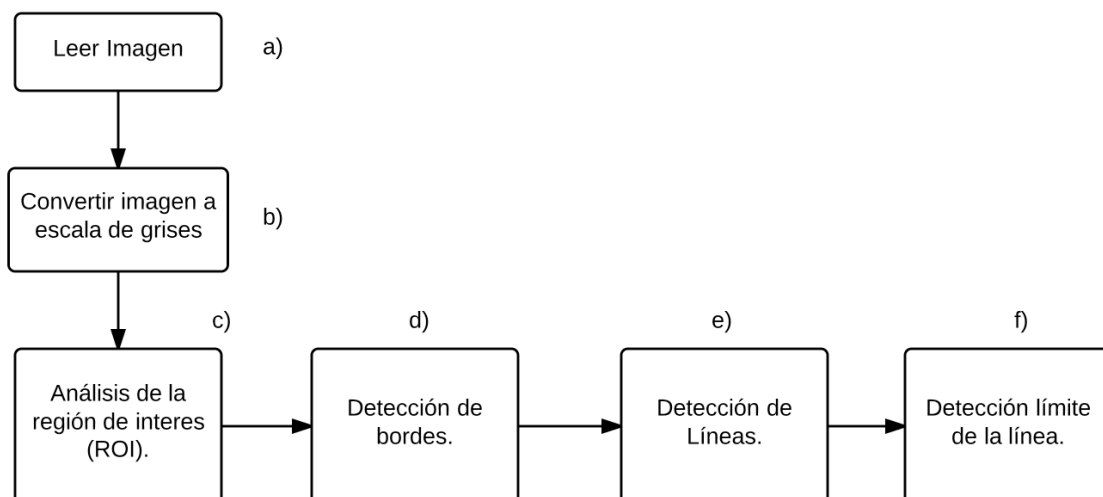 Leer Imagen
a)
Convertir imagen a
escala de grises
b)
c)
d)
e)
f)
Análisis de la
región de interes
(ROI).
Detección de
bordes.
Detección de
Líneas.
Detección límite
de la línea.